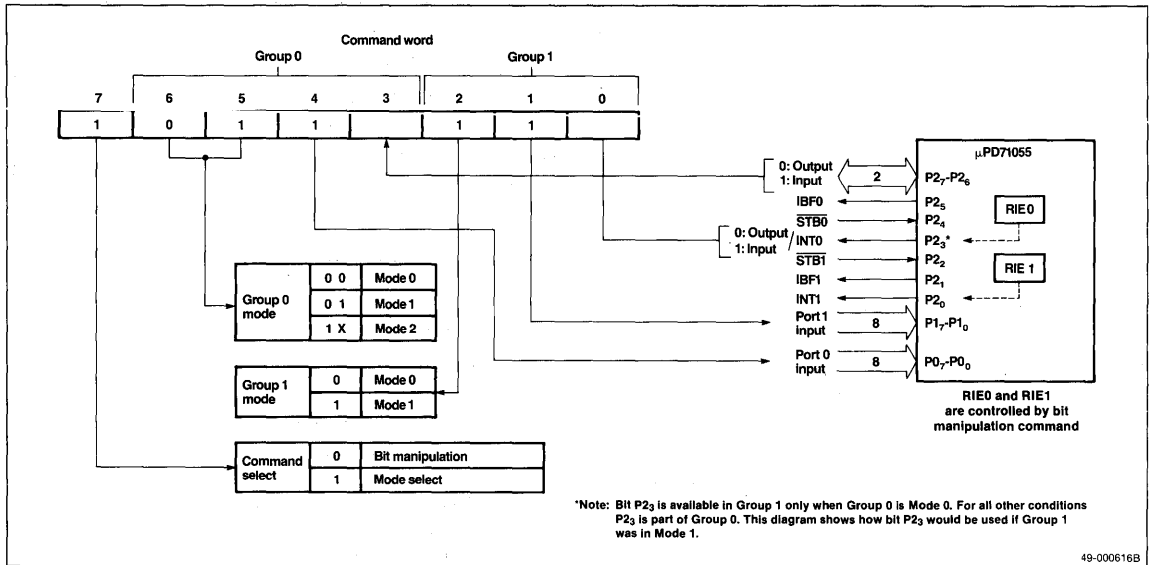 Command word
Group 0 Group 1
7 6 5 4 3 2 1 0
1 0 1 1 1 1
μPD71055
0: Output
1: Input
2 P2₇-P2₆
IBF0 P2₅
RIE0
S̅T̅B̅0̅ P2₄
0: Output
1: Input
/ INT0 P2₃*
S̅T̅B̅1̅ P2₂
RIE 1
IBF1 P2₁
INT1 P2₀
Port 1
input
8 P1₇-P1₀
Port 0
input
8 P0₇-P0₀
RIE0 and RIE1
are controlled by bit
manipulation command
Group 0
mode
0 0 Mode 0
0 1 Mode 1
1 X Mode 2
Group 1
mode
0 Mode 0
1 Mode 1
Command
select
0 Bit manipulation
1 Mode select
*Note: Bit P2₃ is available in Group 1 only when Group 0 is Mode 0. For all other conditions
P2₃ is part of Group 0. This diagram shows how bit P2₃ would be used if Group 1
was in Mode 1.
49-000616B